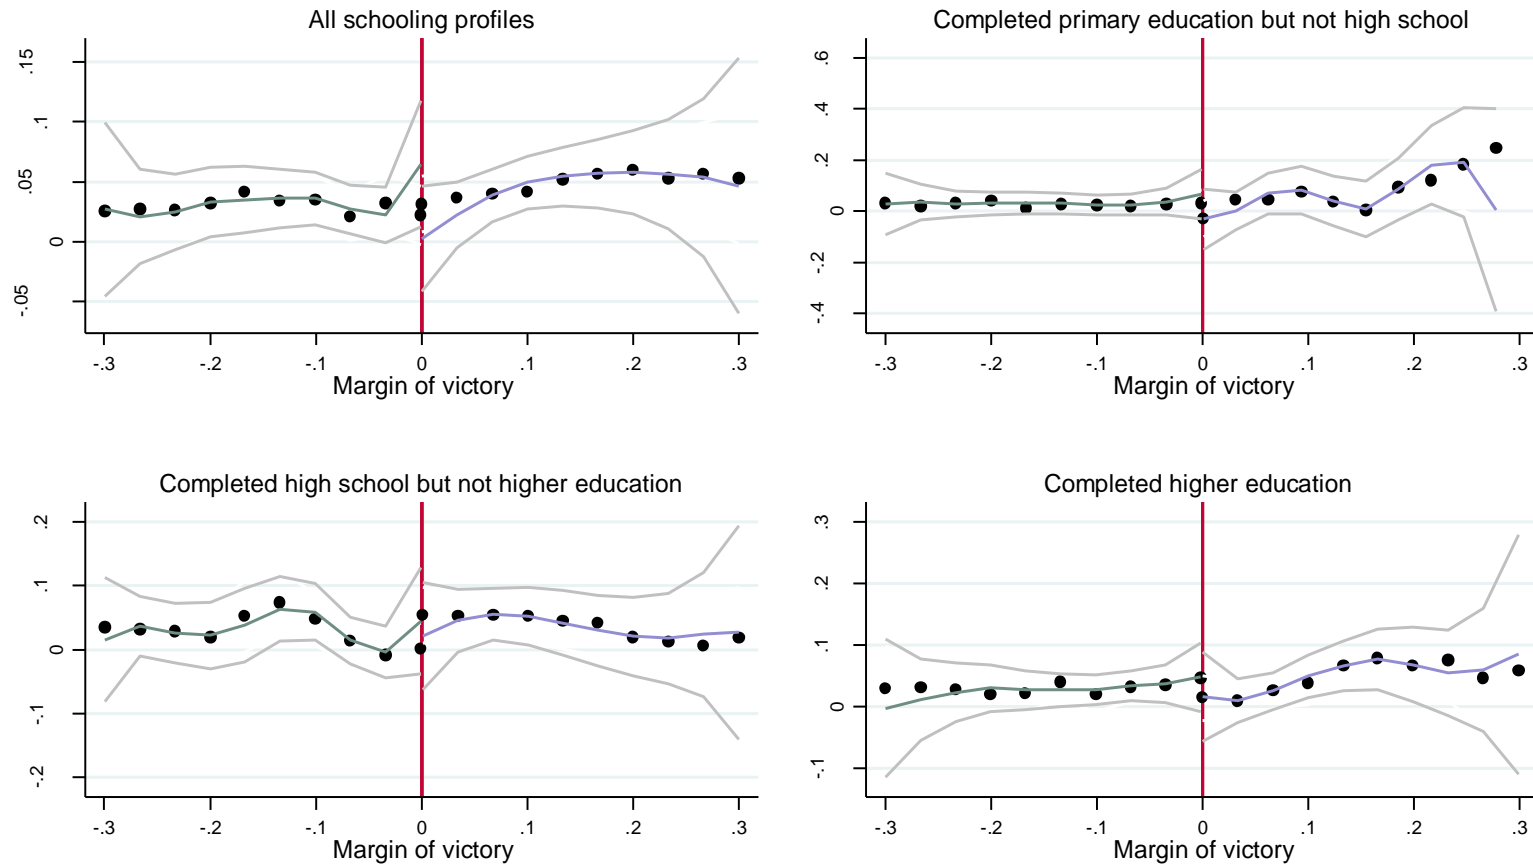 All schooling profiles
.15
.1
.05
0
-.05
-.3 -.2 -.1 0 .1 .2 .3
Margin of victory
Completed primary education but not high school
.6
.4
.2
0
-.2
-.4
-.3 -.2 -.1 0 .1 .2 .3
Margin of victory
Completed high school but not higher education
.2
.1
0
-.1
-.2
-.3 -.2 -.1 0 .1 .2 .3
Margin of victory
Completed higher education
.3
.2
.1
0
-.1
-.3 -.2 -.1 0 .1 .2 .3
Margin of victory